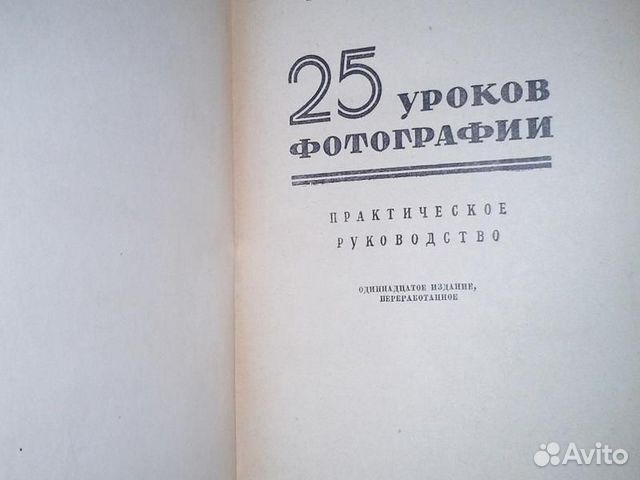 25 УРОКОВ
ФОТОГРАФИИ
ПРАКТИЧЕСКОЕ
РУКОВОДСТВО
ОДИННАДЦАТОЕ ИЗДАНИЕ,
ПЕРЕРАБОТАННОЕ
Avito